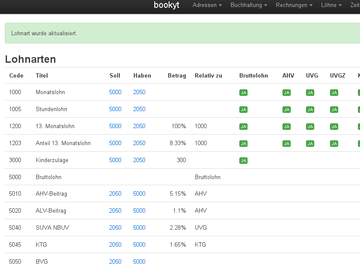 bookyt Adressen Buchhaltung Rechnungen Löhne
Lohnart wurde aktualisiert.
Lohnarten
Code Titel Soll Haben Betrag Relativ zu Bruttolohn AHV UVG UVGZ
1000 Monatslohn 5000 2050 JA JA JA JA
1005 Stundenlohn 5000 2050 JA JA JA JA
1200 13. Monatslohn 5000 2050 100% 1000 JA JA JA JA
1203 Anteil 13. Monatslohn 5000 2050 8.33% 1000 JA JA JA JA
3000 Kinderzulage 5000 2050 300 JA
5000 Bruttolohn Bruttolohn
5010 AHV-Beitrag 2050 5000 5.15% AHV
5020 ALV-Beitrag 2050 5000 1.1% AHV
5040 SUVA NBUV 2050 5000 2.28% UVG
5045 KTG 2050 5000 1.65% KTG
5050 BVG 2050 5000